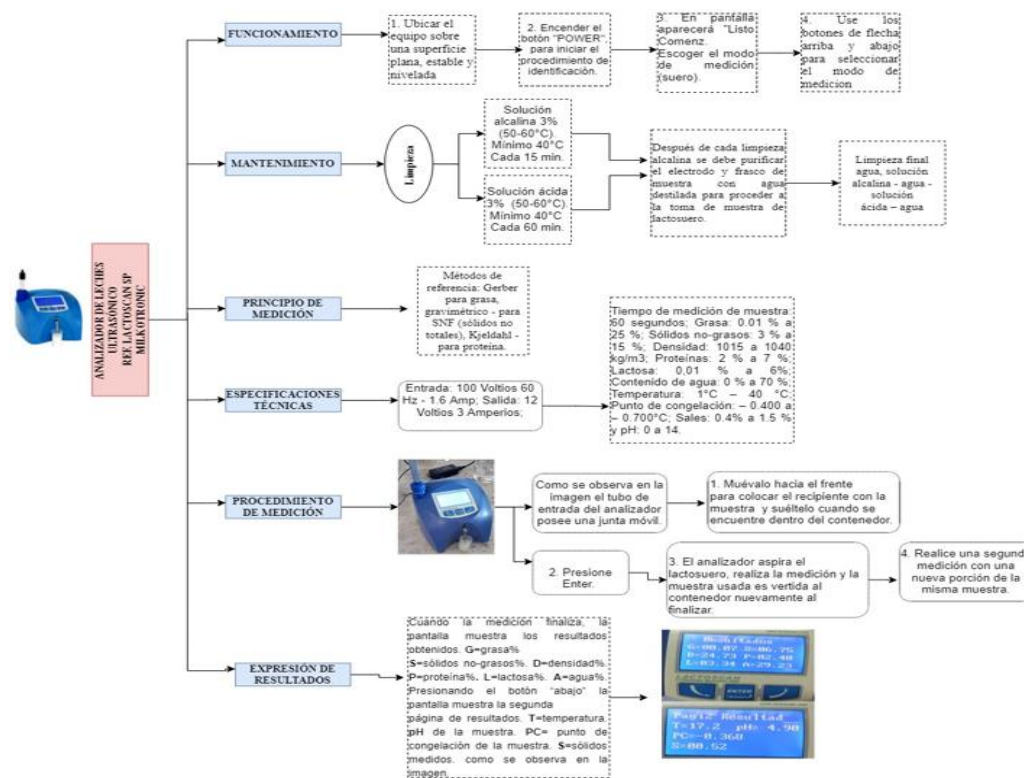 ANALIZADOR DE LECHES
ULTRASÓNICO
REF. LACTOSCAN SP
MILKOTRONIC
FUNCIONAMIENTO
1. Ubicar el
equipo sobre
una superficie
plana, estable y
nivelada
2. Encender el
botón "POWER".
para iniciar el
procedimiento de
identificación.
3. En pantalla
aparecerá "Listo
Comenz.
Escoger el modo
de medición
(suero).
4. Use los
botones de flecha
arriba y abajo
para seleccionar
el modo de
medicion
MANTENIMIENTO
Limpieza
Solución
alcalina 3%
(50-60°C).
Mínimo 40°C
Cada 15 min.
Solución ácida
3% (50-60°C).
Mínimo 40°C
Cada 60 min.
Después de cada limpieza
alcalina se debe purificar
el electrodo y frasco de
muestra con agua
destilada para proceder a
la toma de muestra de
lactosuero.
Limpieza final
agua, solución
alcalina - agua -
solución
ácida – agua
PRINCIPIO DE
MEDICIÓN
Métodos de
referencia: Gerber
para grasa,
gravimétrico - para
SNF (sólidos no
totales), Kjeldahl -
para proteína.
ESPECIFICACIONES
TÉCNICAS
Entrada: 100 Voltios 60
Hz - 1.6 Amp; Salida: 12
Voltios 3 Amperios;
Tiempo de medición de muestra:
60 segundos; Grasa: 0.01 % a
25 %; Sólidos no-grasos: 3 % a
15 %; Densidad: 1015 a 1040
kg/m3; Proteínas: 2 % a 7 %;
Lactosa: 0,01 % a 6%;
Contenido de agua: 0 % a 70 %;
Temperatura: 1°C – 40 °C;
Punto de congelación: – 0.400 a
– 0.700°C; Sales: 0.4% a 1.5 %
y pH: 0 a 14.
PROCEDIMIENTO
DE MEDICIÓN
Como se observa en la
imagen el tubo de
entrada del analizador
posee una junta móvil.
1. Muévalo hacia el frente
para colocar el recipiente con la
muestra y suéltelo cuando se
encuentre dentro del contenedor.
2. Presione
Enter.
3. El analizador aspira el
lactosuero, realiza la medición y la
muestra usada es vertida al
contenedor nuevamente al
finalizar.
4. Realice una segund
medición con una
nueva porción de la
misma muestra.
EXPRESIÓN DE
RESULTADOS
Cuando la medición finaliza, la
pantalla muestra los resultados
obtenidos. G=grasa%
S=sólidos no-grasos%. D=densidad%.
P=proteína%. L=lactosa%. A=agua%.
Presionando el botón "abajo" la
pantalla muestra la segunda
página de resultados. T=temperatura.
pH de la muestra. PC= punto de
congelación de la muestra. S=sólidos
medidos. como se observa en la
imagen.
Resultados
G=00.07 S=06.75
D=24.73 P=02.40
L=03.34 A=29.23
LACTOSCAN
ENTER
Pag12 Resultad
T=17.2 pH= 4.90
PC=-0.368
S=00.52